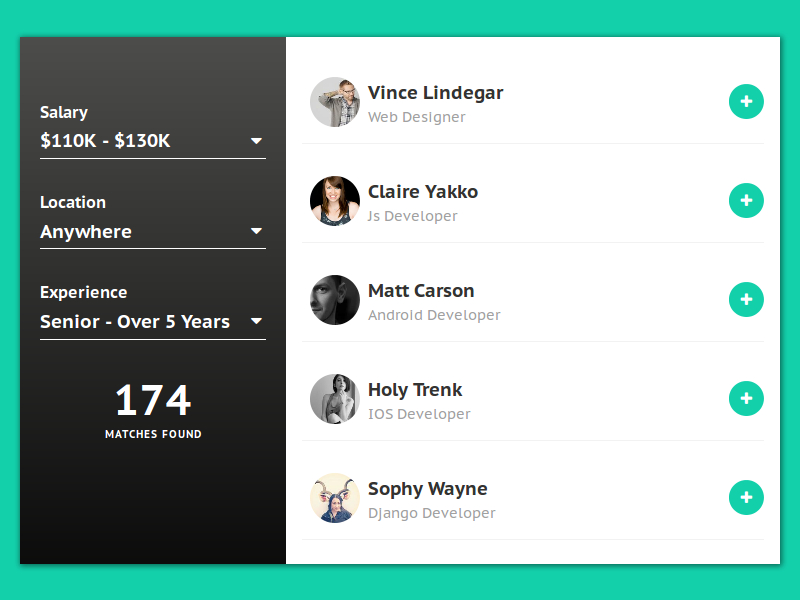 Salary
$110K - $130K
Location
Anywhere
Experience
Senior - Over 5 Years
174
MATCHES FOUND
Vince Lindegar
Web Designer
Claire Yakko
Js Developer
Matt Carson
Android Developer
Holy Trenk
IOS Developer
Sophy Wayne
Django Developer